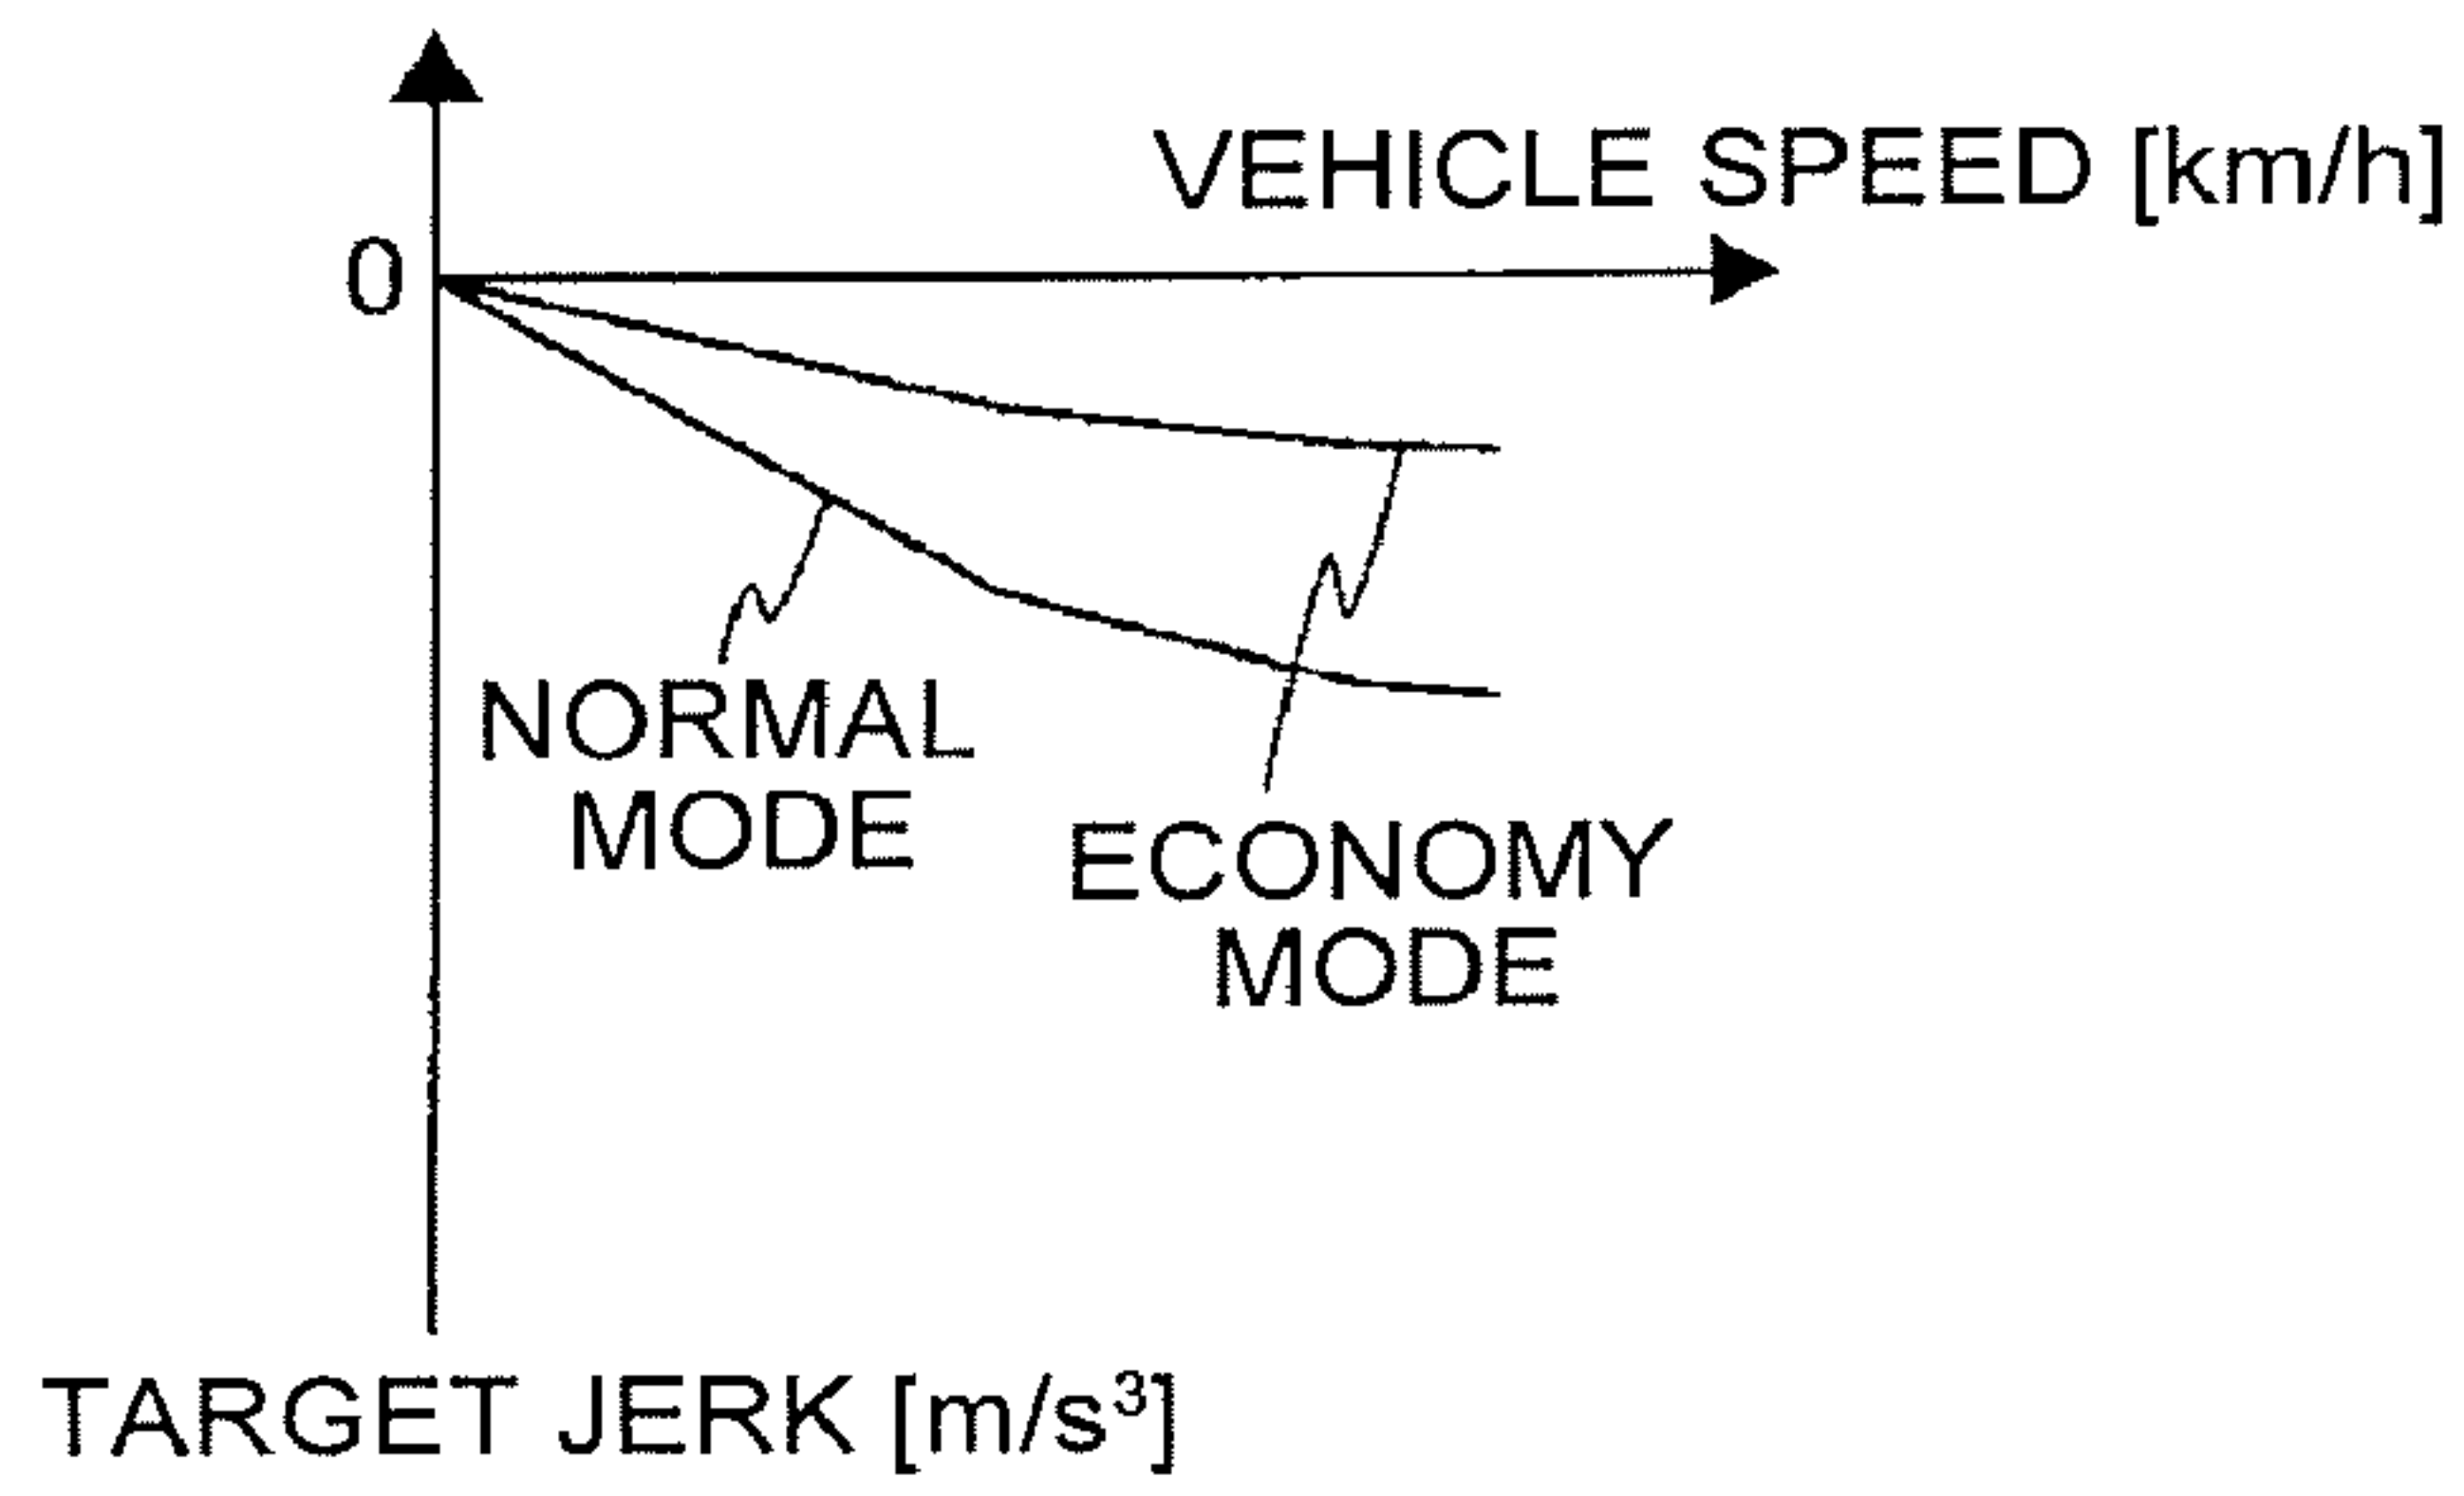 VEHICLE SPEED [km/h]
0
NORMAL
MODE
ECONOMY
MODE
TARGET JERK [m/s³]